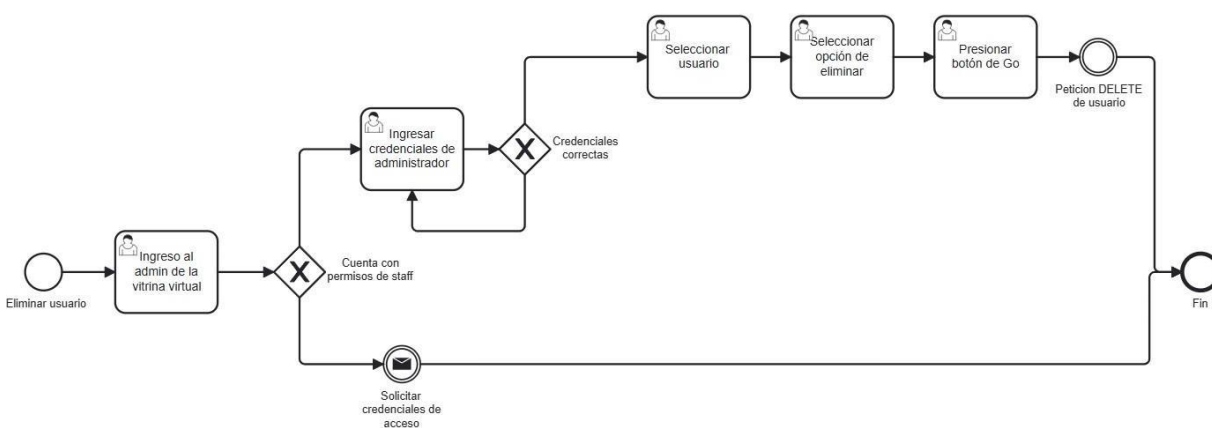 Eliminar usuario
Ingreso al
admin de la
vitrina virtual
Cuenta con
permisos de staff
Ingresar
credenciales de
administrador
Credenciales
correctas
Seleccionar
usuario
Seleccionar
opción de
eliminar
Presionar
botón de Go
Peticion DELETE
de usuario
Solicitar
credenciales de
acceso
Fin